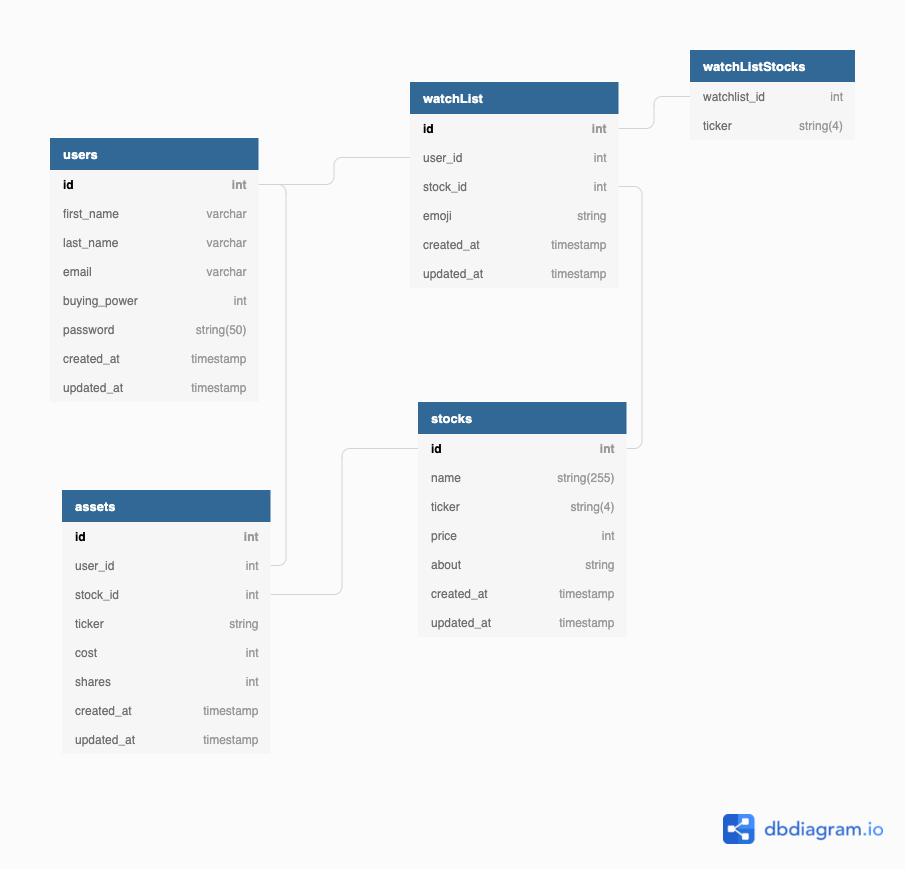 users
id int
first_name varchar
last_name varchar
email varchar
buying_power int
password string(50)
created_at timestamp
updated_at timestamp
watchList
id int
user_id int
stock_id int
emoji string
created_at timestamp
updated_at timestamp
watchListStocks
watchlist_id int
ticker string(4)
assets
id int
user_id int
stock_id int
ticker string
cost int
shares int
created_at timestamp
updated_at timestamp
stocks
id int
name string(255)
ticker string(4)
price int
about string
created_at timestamp
updated_at timestamp
dbdiagram.io